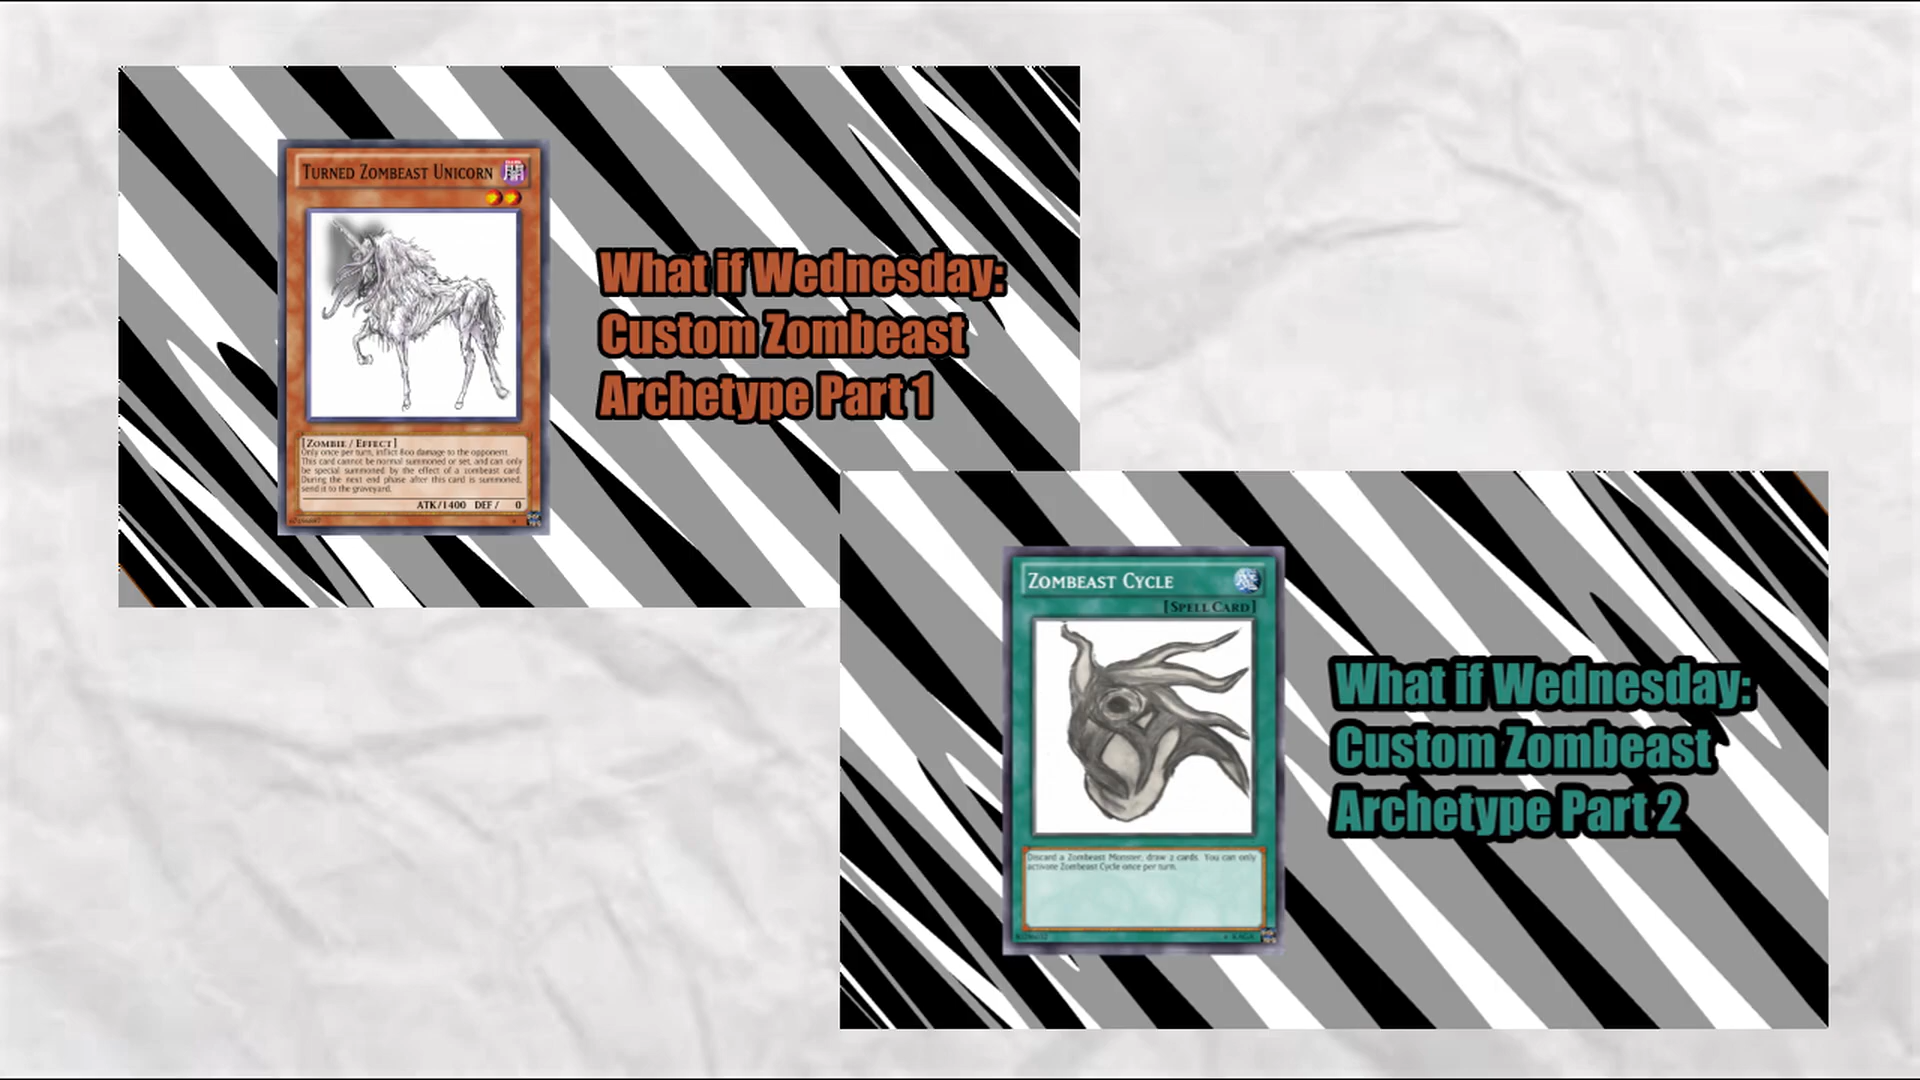 TURNED ZOMBEAST UNICORN
[ZOMBIE / EFFECT]
Only once per turn, inflict 800 damage to the opponent.
This card cannot be normal summoned or set, and can only
be special summoned by the effect of a zombeast card.
During the next end phase after this card is summoned,
send it to the graveyard.
ATK/1400 DEF/ 0
What if Wednesday:
Custom Zombeast
Archetype Part 1
ZOMBEAST CYCLE
[SPELL CARD]
Discard a Zombeast Monster; draw 2 cards. You can only
activate Zombeast Cycle once per turn.
What if Wednesday:
Custom Zombeast
Archetype Part 2